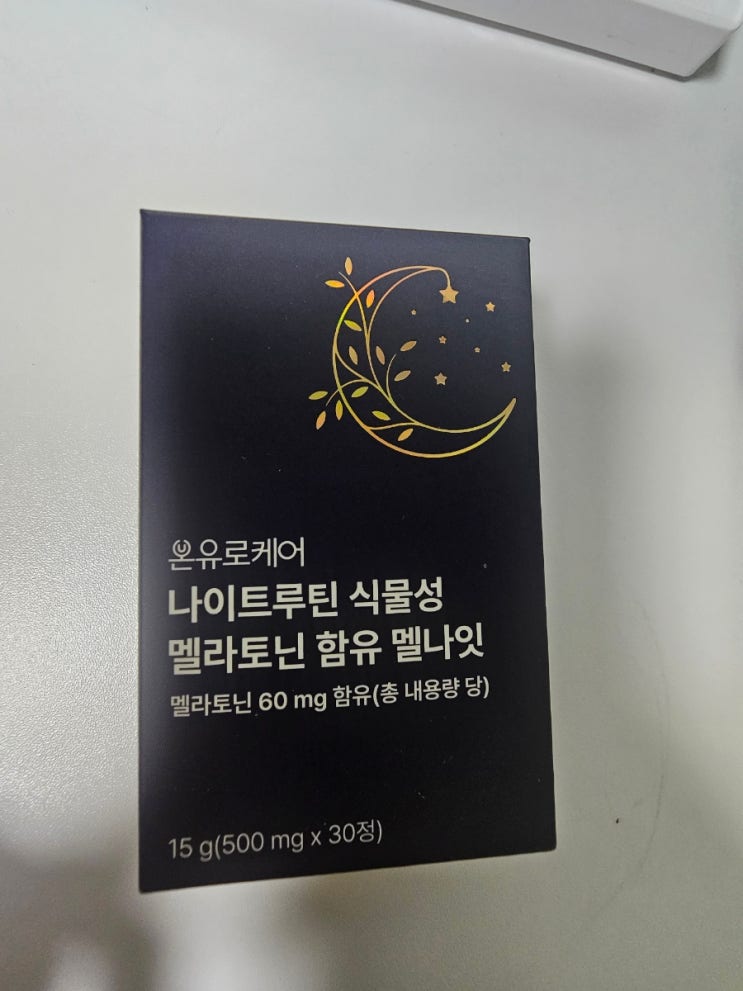 온유로케어
나이트루틴 식물성
멜라토닌 함유 멜나잇
멜라토닌 60 mg 함유(총 내용량 당)
15 g(500 mg x 30정)